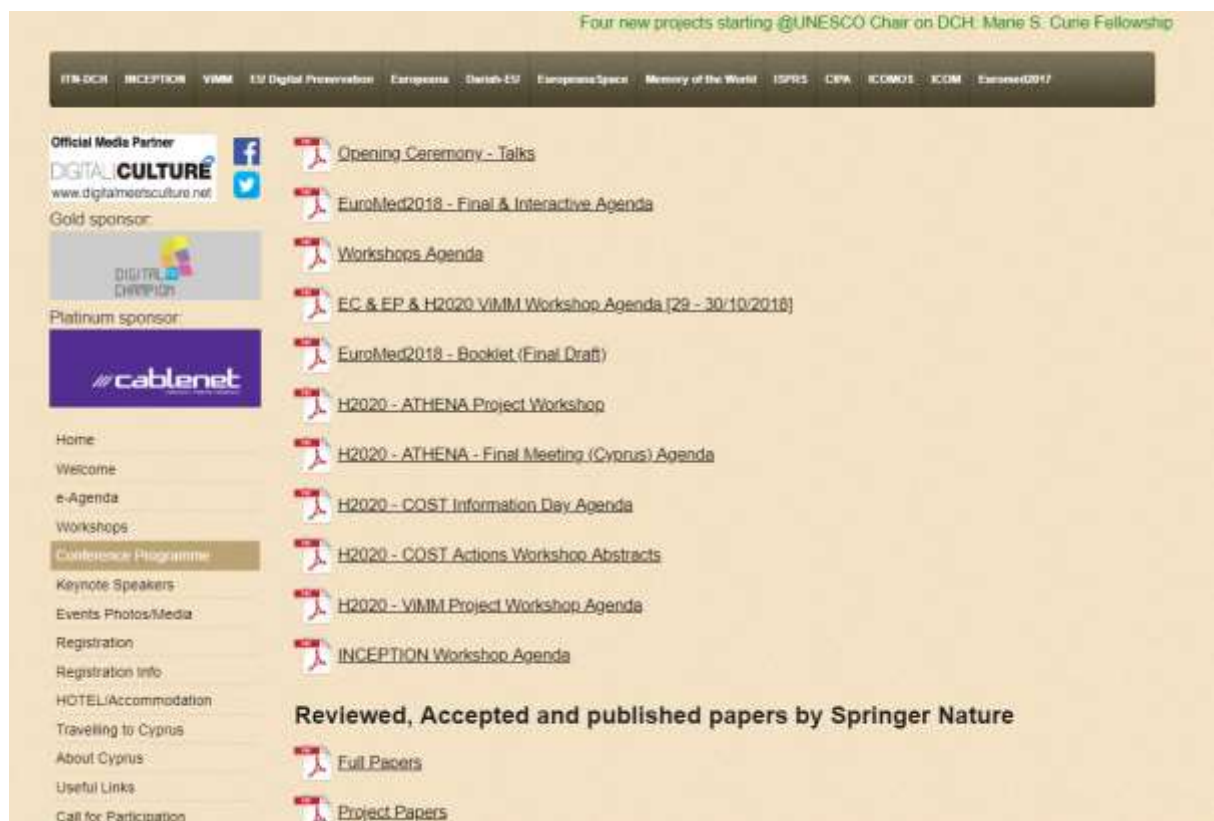 Four new projects starting @UNESCO Chair on DCH: Marie S. Curie Fellowship
ITN-DCH INCEPTION ViMM EU Digital Preservation Europeana Dariah-EU EuropeanaSpace Memory of the World ISPRS CIPA ICOMOS ICOM Euromed2017
Official Media Partner
DIGITAL CULTURE
www.digitalmeetsculture.net
Gold sponsor:
DIGITAL
CHAMPION
Platinum sponsor:
cablenet
Home
Welcome
e-Agenda
Workshops
Conference Programme
Keynote Speakers
Events Photos/Media
Registration
Registration Info
HOTEL/Accommodation
Travelling to Cyprus
About Cyprus
Useful Links
Call for Participation
Opening Ceremony - Talks
EuroMed2018 - Final & Interactive Agenda
Workshops Agenda
EC & EP & H2020 ViMM Workshop Agenda [29 - 30/10/2018]
EuroMed2018 - Booklet (Final Draft)
H2020 - ATHENA Project Workshop
H2020 - ATHENA - Final Meeting (Cyprus) Agenda
H2020 - COST Information Day Agenda
H2020 - COST Actions Workshop Abstracts
H2020 - ViMM Project Workshop Agenda
INCEPTION Workshop Agenda
Reviewed, Accepted and published papers by Springer Nature
Full Papers
Project Papers